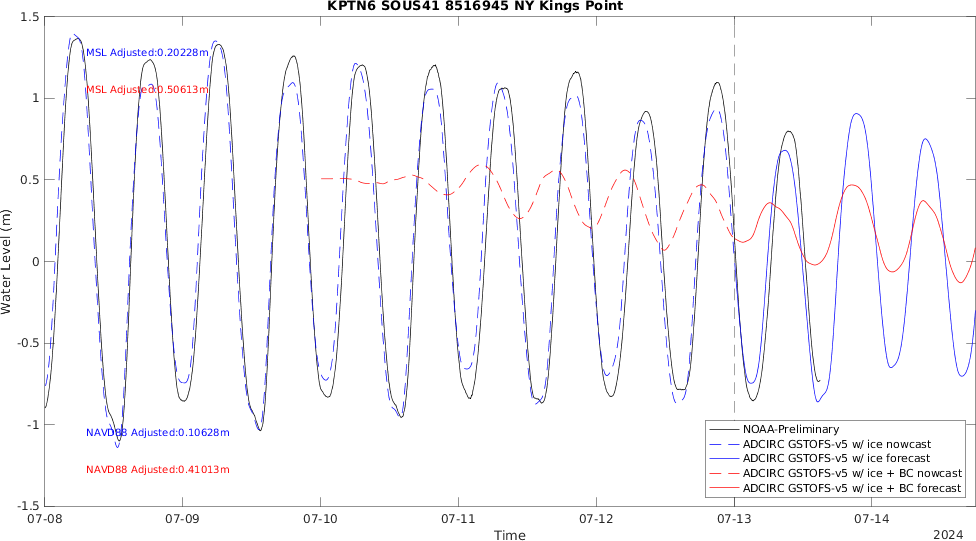 KPTN6 SOUS41 8516945 NY Kings Point
1.5
1
0.5
0
-0.5
-1
-1.5
Water Level (m)
MSL Adjusted:0.20228m
MSL Adjusted:0.50613m
NAVD88 Adjusted:0.10628m
NAVD88 Adjusted:0.41013m
NOAA-Preliminary
ADCIRC GSTOFS-v5 w/ ice nowcast
ADCIRC GSTOFS-v5 w/ ice forecast
ADCIRC GSTOFS-v5 w/ ice + BC nowcast
ADCIRC GSTOFS-v5 w/ ice + BC forecast
07-08 07-09 07-10 07-11 07-12 07-13 07-14
Time
2024